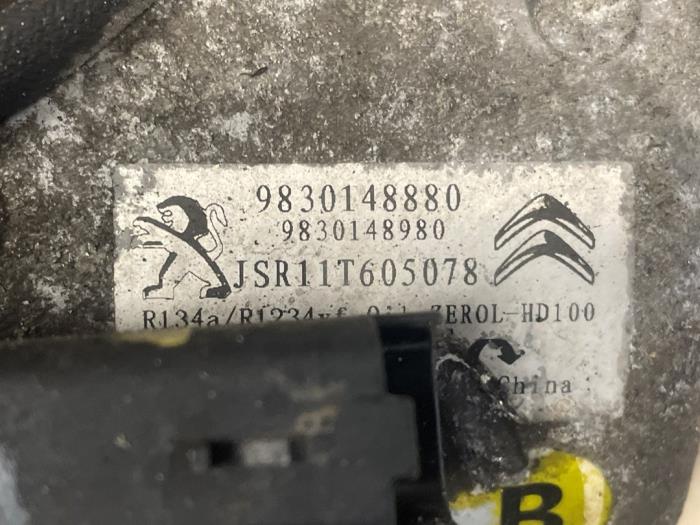 9830148880
9830148980
JSR11T605078
R134a/R1234yf Oil ZEROL-HD100
China
B